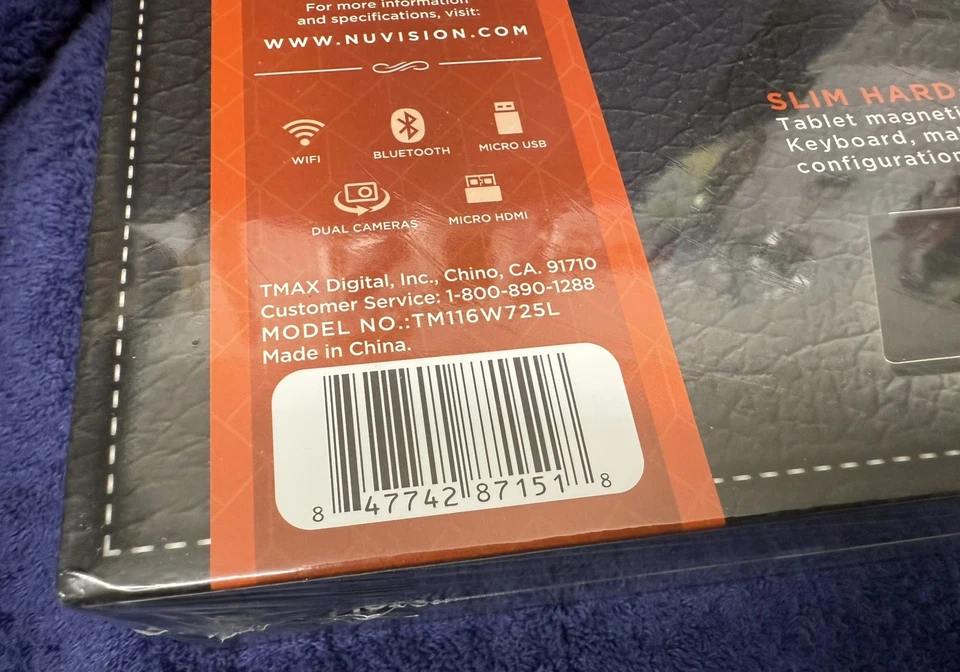 For more information
and specifications, visit:
WWW.NUVISION.COM
WIFI
BLUETOOTH
MICRO USB
DUAL CAMERAS
MICRO HDMI
TMAX Digital, Inc., Chino, CA. 91710
Customer Service: 1-800-890-1288
MODEL NO.:TM116W725L
Made in China.
8 47742 87151 8
SLIM HARD
Tablet magneti
Keyboard, ma
configuration